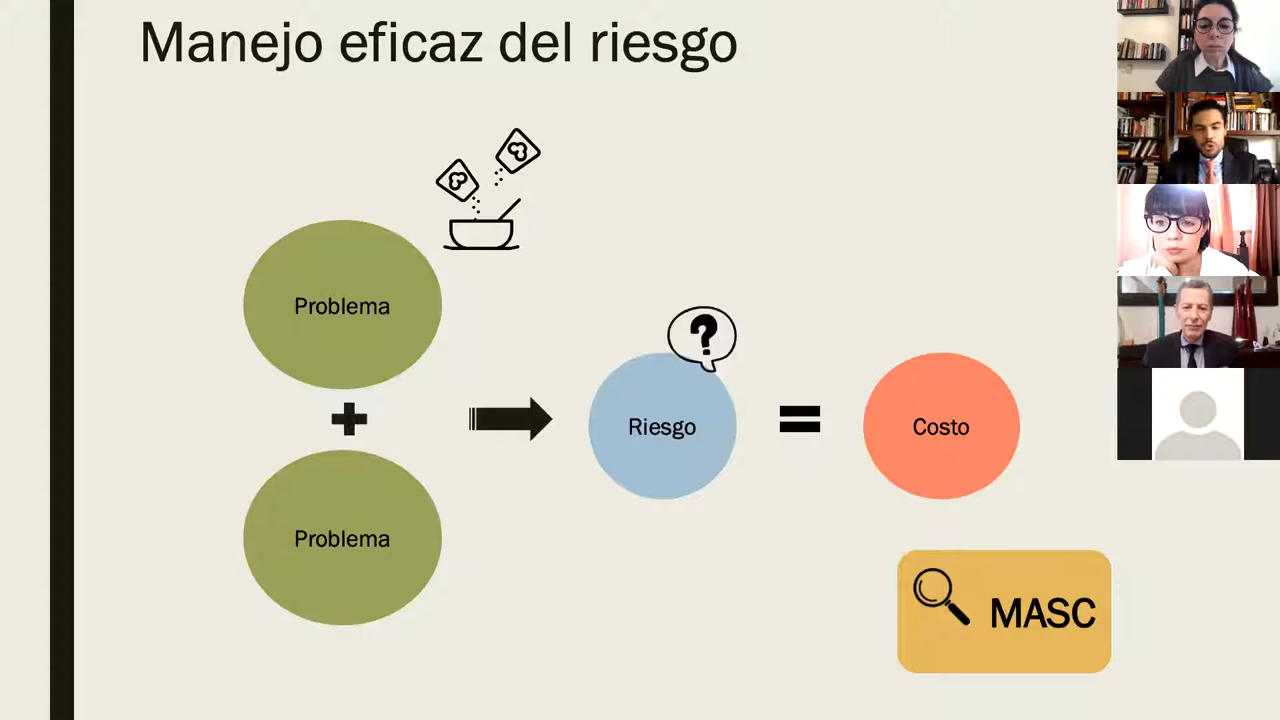 Manejo eficaz del riesgo
Problema
?
Riesgo
Costo
Problema
MASC